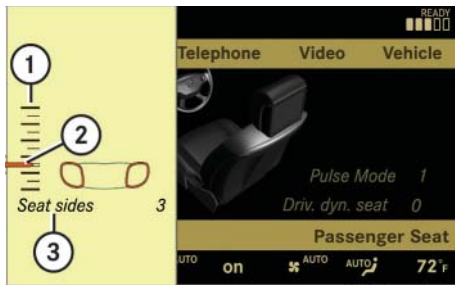 READY
Telephone Video Vehicle
1
2
Pulse Mode 1
Seat sides 3
Driv. dyn. seat 0
3
Passenger Seat
AUTO on AUTO AUTO 72°F